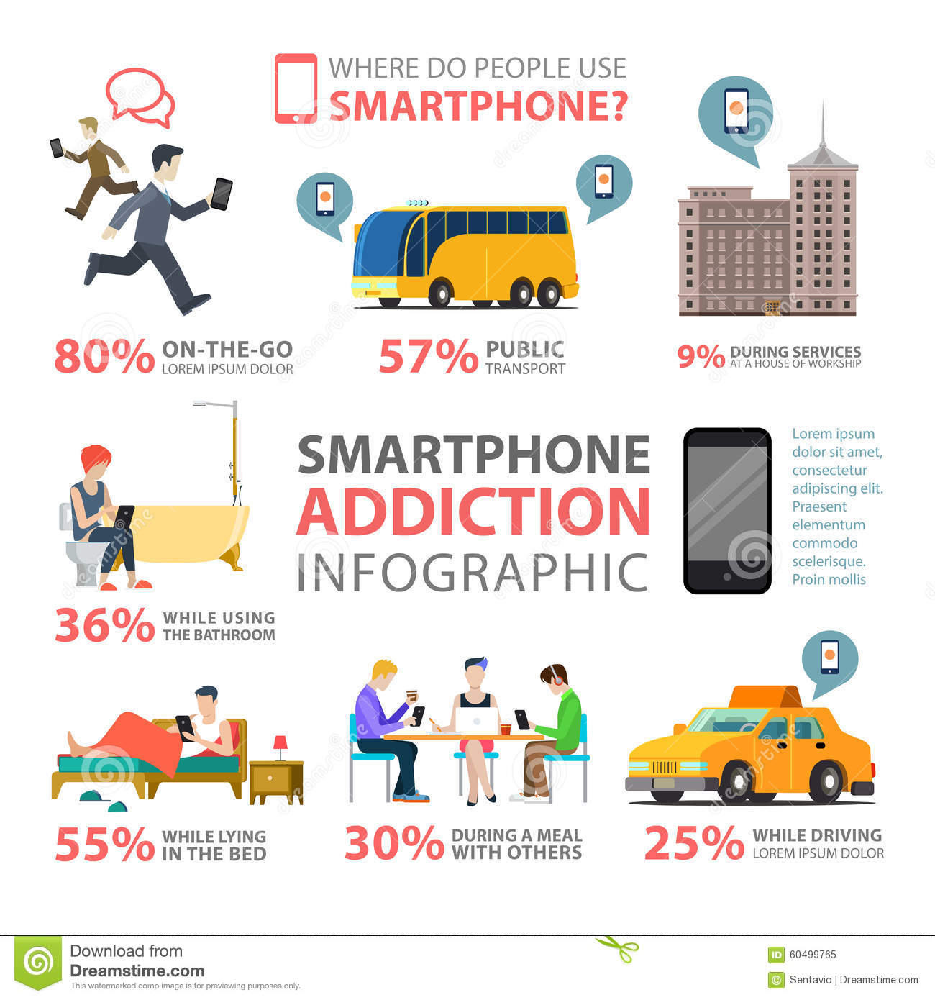 WHERE DO PEOPLE USE
SMARTPHONE?
80% ON-THE-GO
LOREM IPSUM DOLOR
57% PUBLIC
TRANSPORT
9% DURING SERVICES
AT A HOUSE OF WORKSHIP
SMARTPHONE
ADDICTION
INFOGRAPHIC
Lorem ipsum
dolor sit amet,
consectetur
adipiscing elit.
Praesent
elementum
commodo
scelerisque.
Proin mollis
36% WHILE USING
THE BATHROOM
55% WHILE LYING
IN THE BED
30% DURING A MEAL
WITH OTHERS
25% WHILE DRIVING
LOREM IPSUM DOLOR
Download from
Dreamstime.com
This watermarked comp image is for previewing purposes only.
ID 60499765
© Sentavio | Dreamstime.com